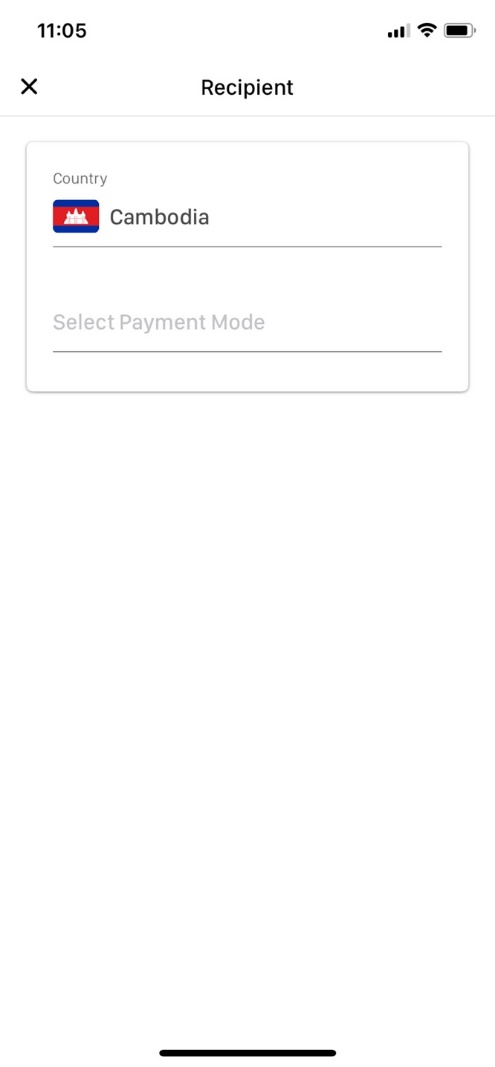 11:05
Recipient
Country
Cambodia
Select Payment Mode